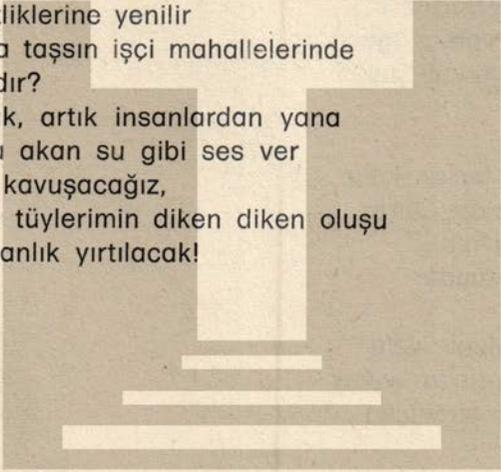 liklerine yenilir
taşsın işçi mahallelerinde
dır?
k, artık insanlardan yana
akan su gibi ses ver
kavuşacağız,
tüylerimin diken diken oluşu
anlık yırtılacak!